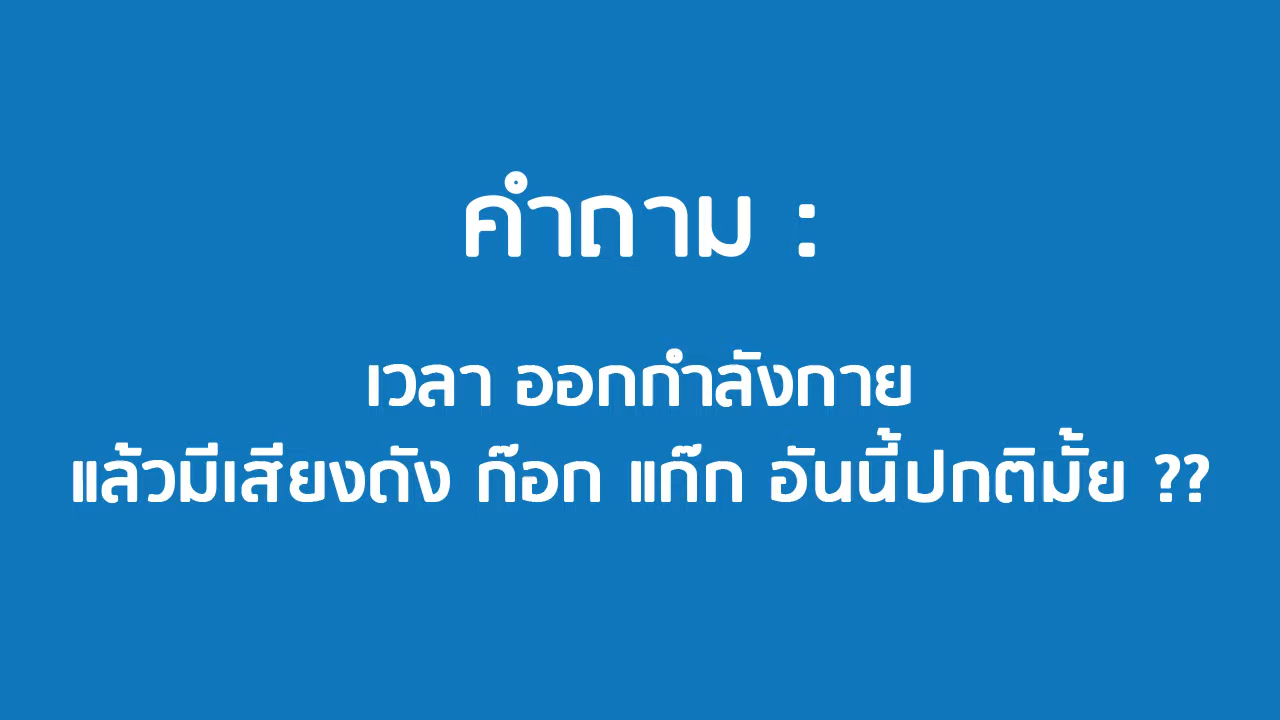 คำถาม :
เวลา ออกกำลังกาย
แล้วมีเสียงดัง ก๊อก แก๊ก อันนี้ปกติมั้ย ??